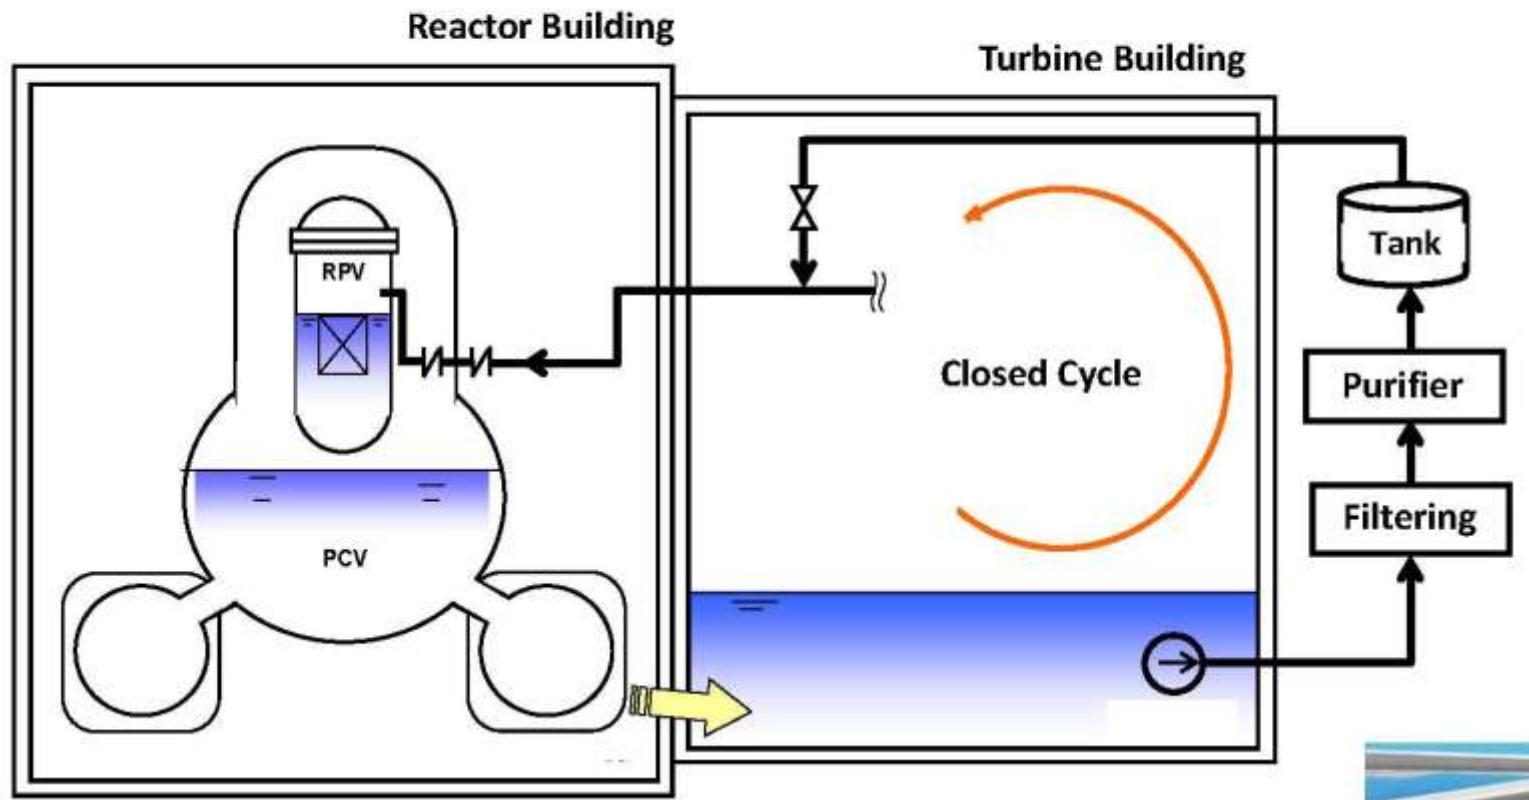 Reactor Building
Turbine Building
RPV
Tank
Closed Cycle
Purifier
Filtering
PCV